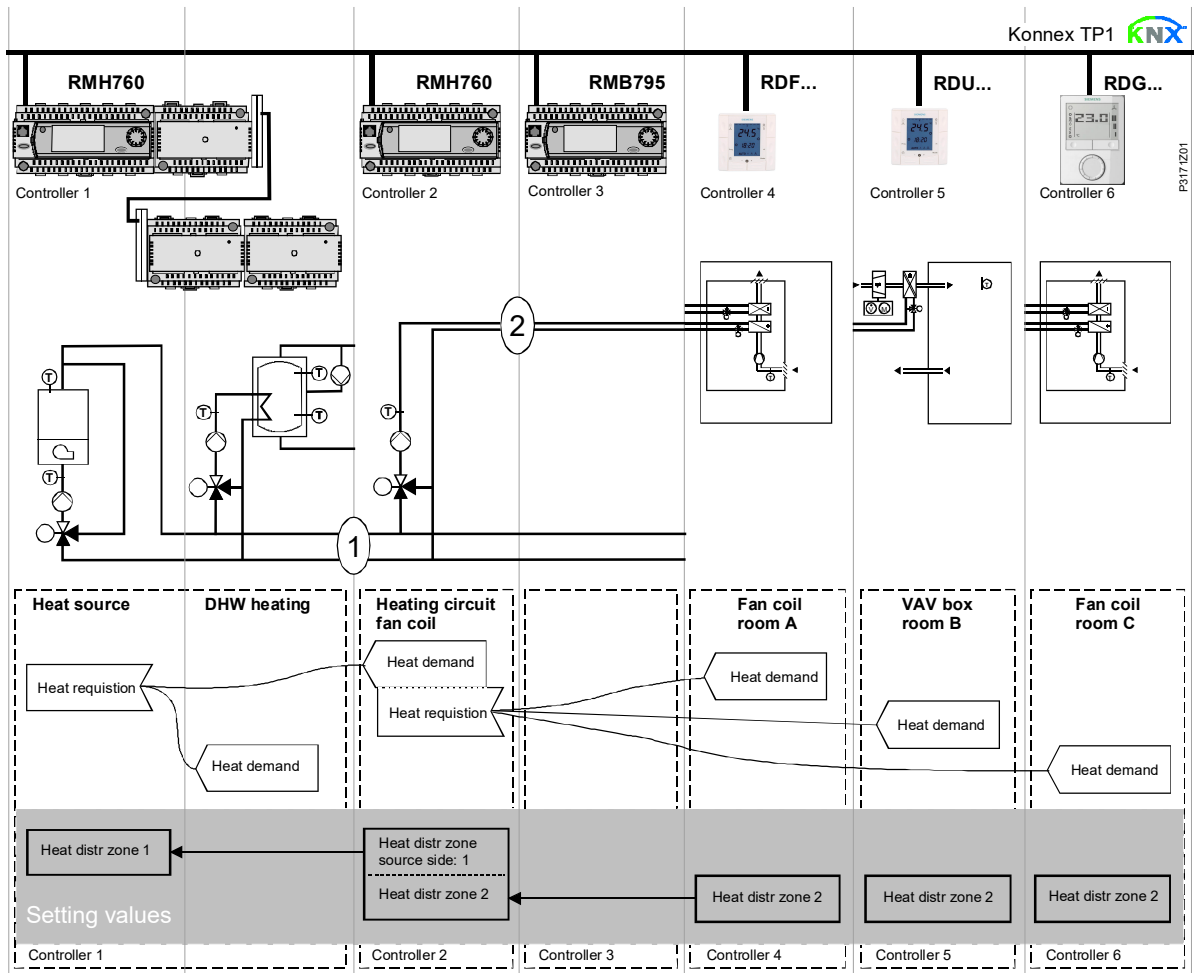 Konnex TP1 KNX
RMH760
RMH760
RMB795
RDF...
RDU...
RDG...
24.5
18:20
24.5
18:20
SIEMENS
23.0
Controller 1
Controller 2
Controller 3
Controller 4
Controller 5
Controller 6
P3171Z01
2
T
T
T
T
T
T
1
Heat source
DHW heating
Heating circuit
fan coil
Fan coil
room A
VAV box
room B
Fan coil
room C
Heat demand
Heat requistion
Heat demand
Heat requistion
Heat demand
Heat demand
Heat demand
Heat distr zone 1
Heat distr zone
source side: 1
Heat distr zone 2
Heat distr zone 2
Heat distr zone 2
Heat distr zone 2
Setting values
Controller 1
Controller 2
Controller 3
Controller 4
Controller 5
Controller 6